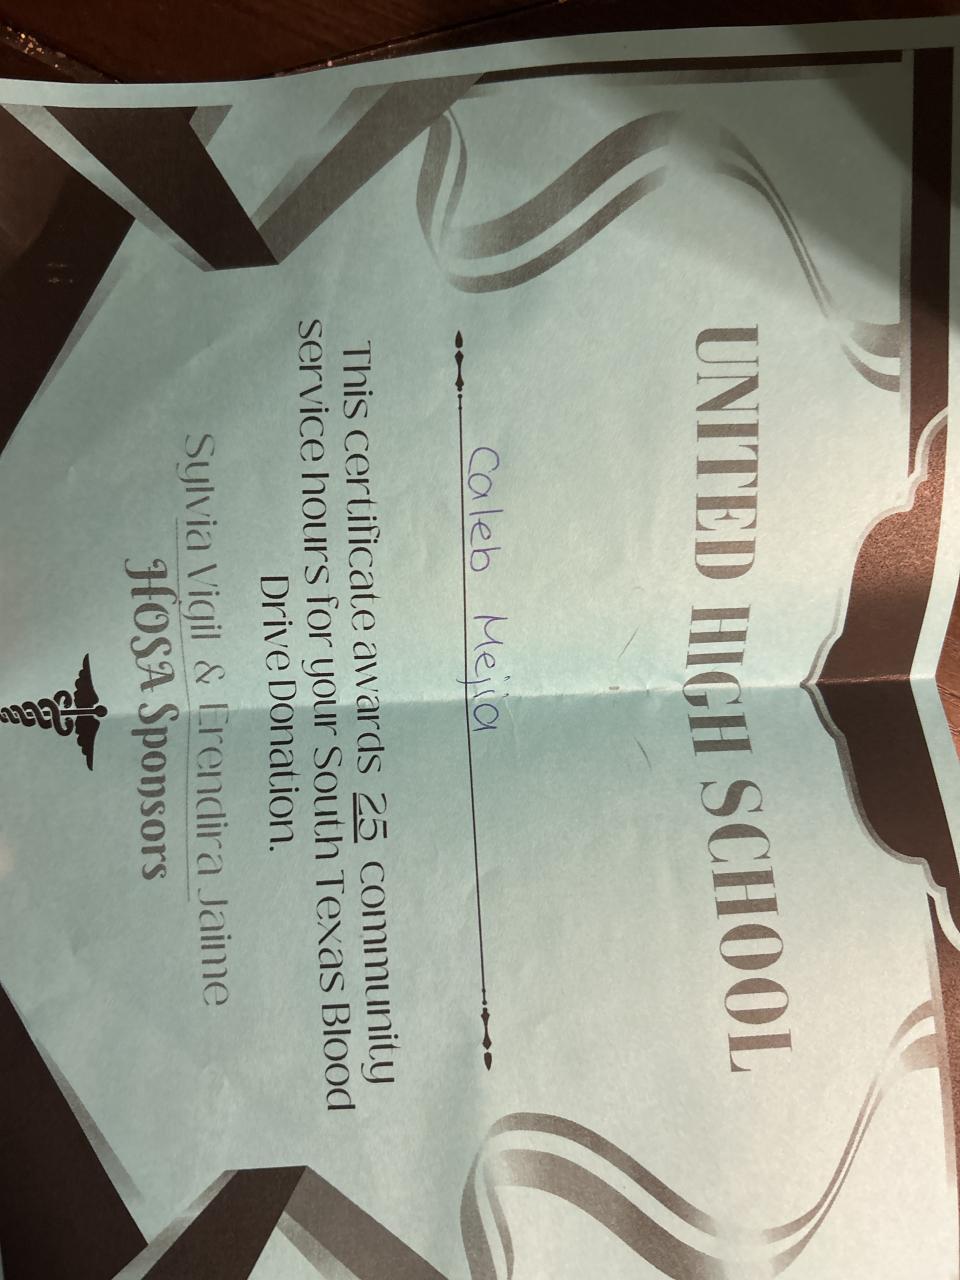 UNITED HIGH SCHOOL
Caleb Mejia
This certificate awards 25 community
service hours for your South Texas Blood
Drive Donation.
Sylvia Vigil & Erendira Jaime
HOSA Sponsors